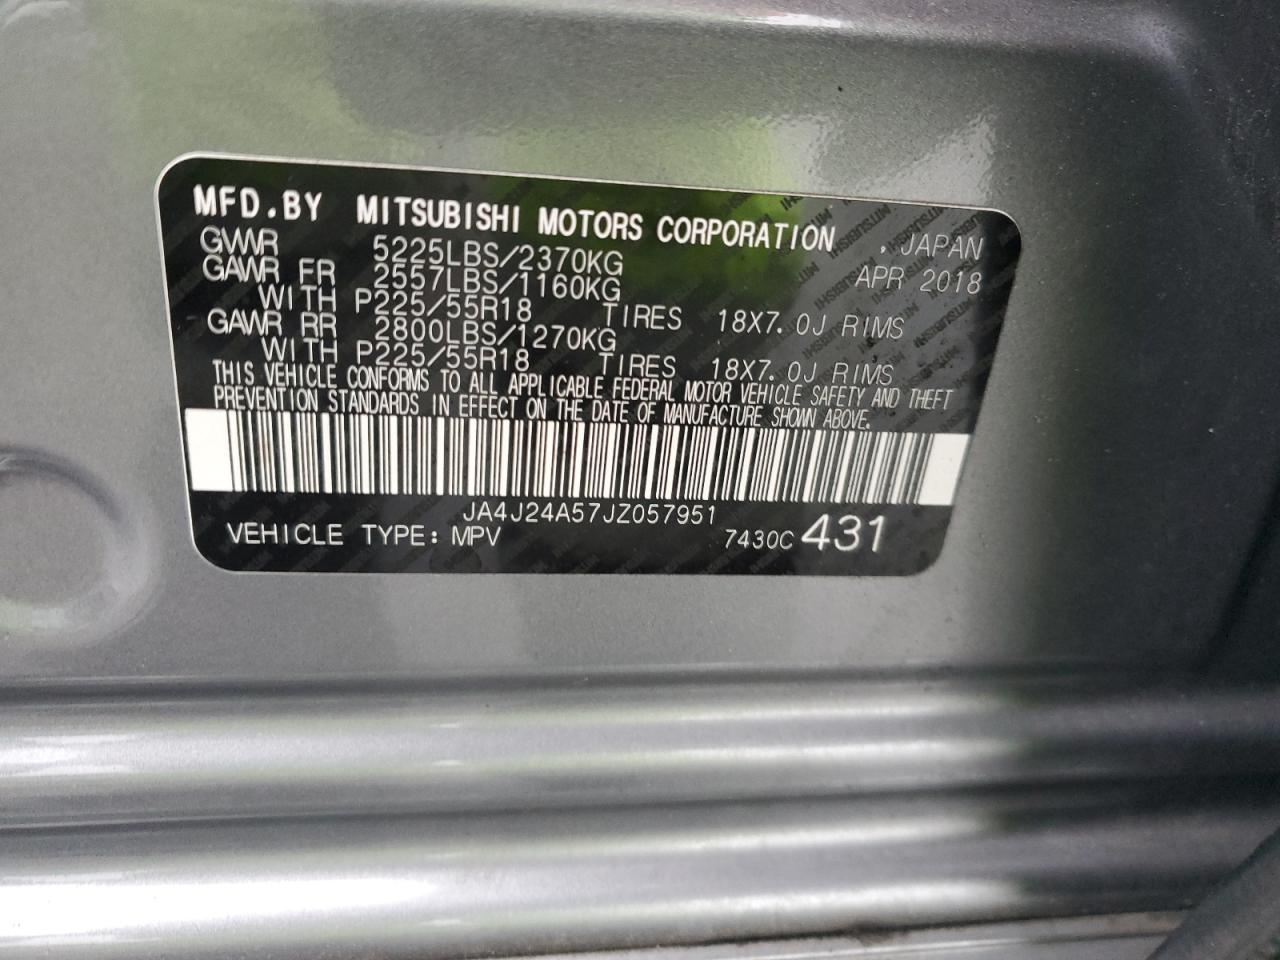 MFD.BY MITSUBISHI MOTORS CORPORATION , JAPAN
GVWR 5225LBS/2370KG APR 2018
GAWR FR 2557LBS/1160KG
WITH P225/55R18 TIRES 18X7.0J RIMS
GAWR RR 2800LBS/1270KG
WITH P225/55R18 TIRES 18X7.0J RIMS
THIS VEHICLE CONFORMS TO ALL APPLICABLE FEDERAL MOTOR VEHICLE SAFETY AND THEFT
PREVENTION STANDARDS IN EFFECT ON THE DATE OF MANUFACTURE SHOWN ABOVE.
JA4J24A57JZ057951
VEHICLE TYPE: MPV 7430C 431